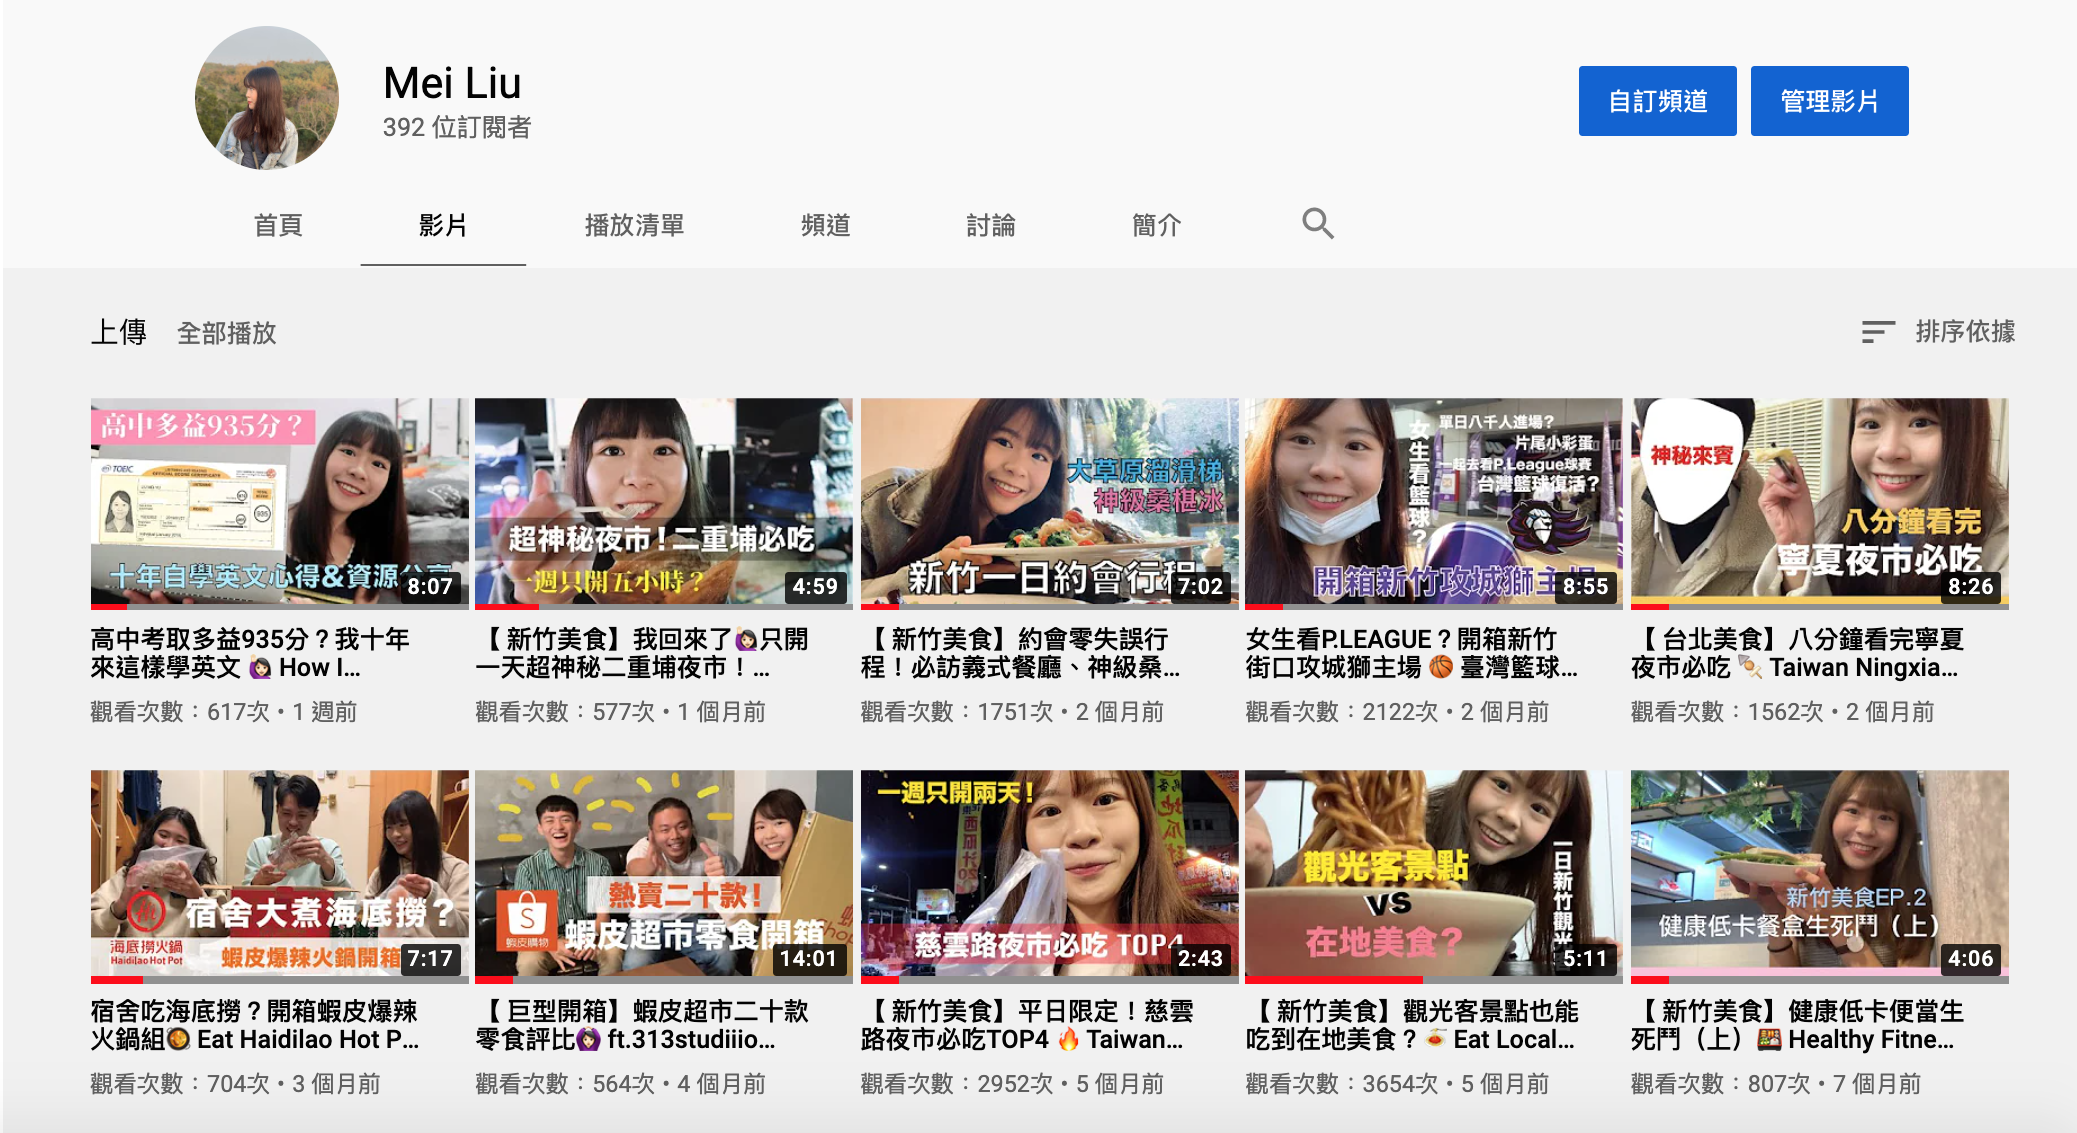 Mei Liu
392 位訂閱者
自訂頻道
管理影片
首頁
影片
播放清單
頻道
討論
簡介
上傳
全部播放
排序依據
高中多益935分？
TOEIC
十年自學英文心得&資源分享
8:07
高中考取多益935分？我十年
來這樣學英文 🙋🏻‍♀️ How I...
觀看次數：617次 • 1 週前
超神秘夜市！二重埔必吃
一週只開五小時？
4:59
【 新竹美食】我回來了🙋🏻‍♀️只開
一天超神秘二重埔夜市！...
觀看次數：577次 • 1 個月前
大草原溜滑梯
神級桑椹冰
新竹一日約會行程
7:02
【 新竹美食】約會零失誤行
程！必訪義式餐廳、神級桑...
觀看次數：1751次 • 2 個月前
女生看籃球？
單日八千人進場？
片尾小彩蛋
一起去看P.League球賽
台灣籃球復活？
開箱新竹攻城獅主場
8:55
女生看P.LEAGUE？開箱新竹
街口攻城獅主場 🏀 臺灣籃球...
觀看次數：2122次 • 2 個月前
神秘來賓
八分鐘看完
寧夏夜市必吃
8:26
【 台北美食】八分鐘看完寧夏
夜市必吃 🍢 Taiwan Ningxia...
觀看次數：1562次 • 2 個月前
宿舍大煮海底撈？
海底撈火鍋
Haidilao Hot Pot
蝦皮爆辣火鍋開箱
7:17
宿舍吃海底撈？開箱蝦皮爆辣
火鍋組🥘 Eat Haidilao Hot P...
觀看次數：704次 • 3 個月前
熱賣二十款！
蝦皮購物
蝦皮超市零食開箱
14:01
【 巨型開箱】蝦皮超市二十款
零食評比🙆🏻‍♀️ ft.313studiiio...
觀看次數：564次 • 4 個月前
一週只開兩天！
西瓜汁20
地瓜球
慈雲路夜市必吃 TOP4
2:43
【 新竹美食】平日限定！慈雲
路夜市必吃TOP4 🔥 Taiwan...
觀看次數：2952次 • 5 個月前
觀光客景點
VS
在地美食？
一日新竹觀光
5:11
【 新竹美食】觀光客景點也能
吃到在地美食？🍝 Eat Local...
觀看次數：3654次 • 5 個月前
新竹美食EP.2
健康低卡餐盒生死鬥（上）
4:06
【 新竹美食】健康低卡便當生
死鬥（上）🍱 Healthy Fitne...
觀看次數：807次 • 7 個月前